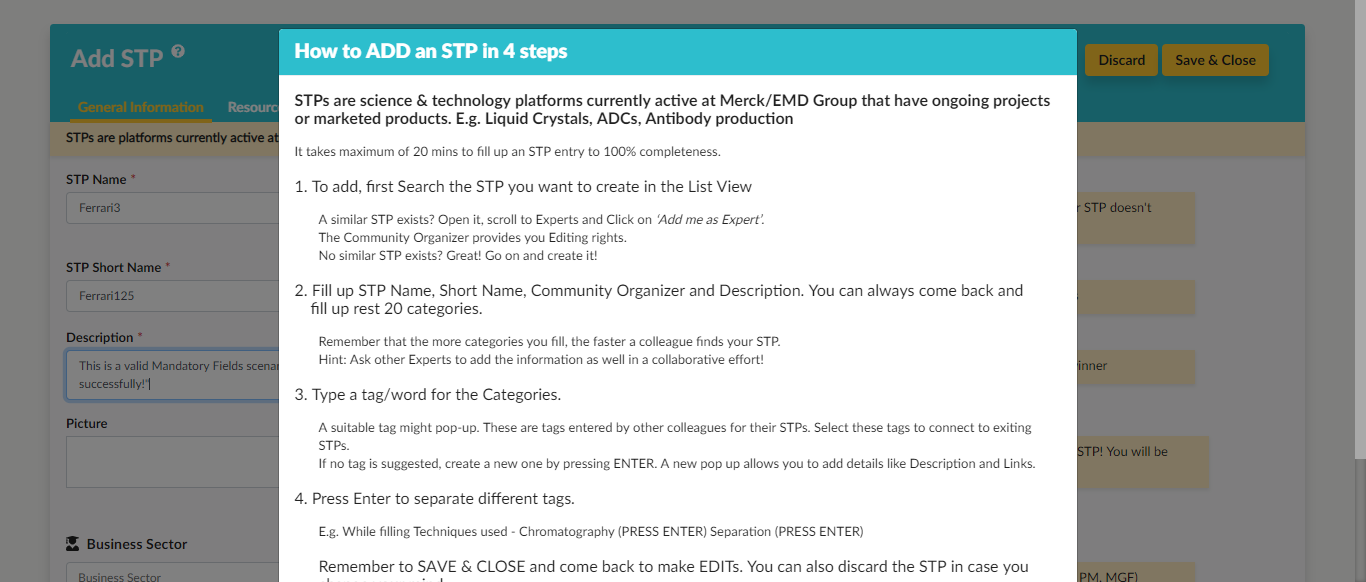 How to ADD an STP in 4 steps
Add STP
Discard
Save & Close
General Information
STPs are science & technology platforms currently active at Merck/EMD Group that have ongoing projects
or marketed products. E.g. Liquid Crystals, ADCs, Antibody production
STPs are platforms currently active at
It takes maximum of 20 mins to fill up an STP entry to 100% completeness.
STP Name *
1. To add, first Search the STP you want to create in the List View
Ferrari3
STP doesn't
A similar STP exists? Open it, scroll to Experts and Click on 'Add me as Expert'.
The Community Organizer provides you Editing rights.
No similar STP exists? Great! Go on and create it!
STP Short Name *
2. Fill up STP Name, Short Name, Community Organizer and Description. You can always come back and
fill up rest 20 categories.
Ferrari125
Description *
Remember that the more categories you fill, the faster a colleague finds your STP.
Hint: Ask other Experts to add the information as well in a collaborative effort!
This is a valid Mandatory Fields
successfully!"
3. Type a tag/word for the Categories.
Picture
A suitable tag might pop-up. These are tags entered by other colleagues for their STPs. Select these tags to connect to exiting
STPs.
If no tag is suggested, create a new one by pressing ENTER. A new pop up allows you to add details like Description and Links.
STP! You will be
4. Press Enter to separate different tags.
E.g. While filling Techniques used - Chromatography (PRESS ENTER) Separation (PRESS ENTER)
Business Sector
Remember to SAVE & CLOSE and come back to make EDITs. You can also discard the STP in case you
Business Sector
PM, MGF)